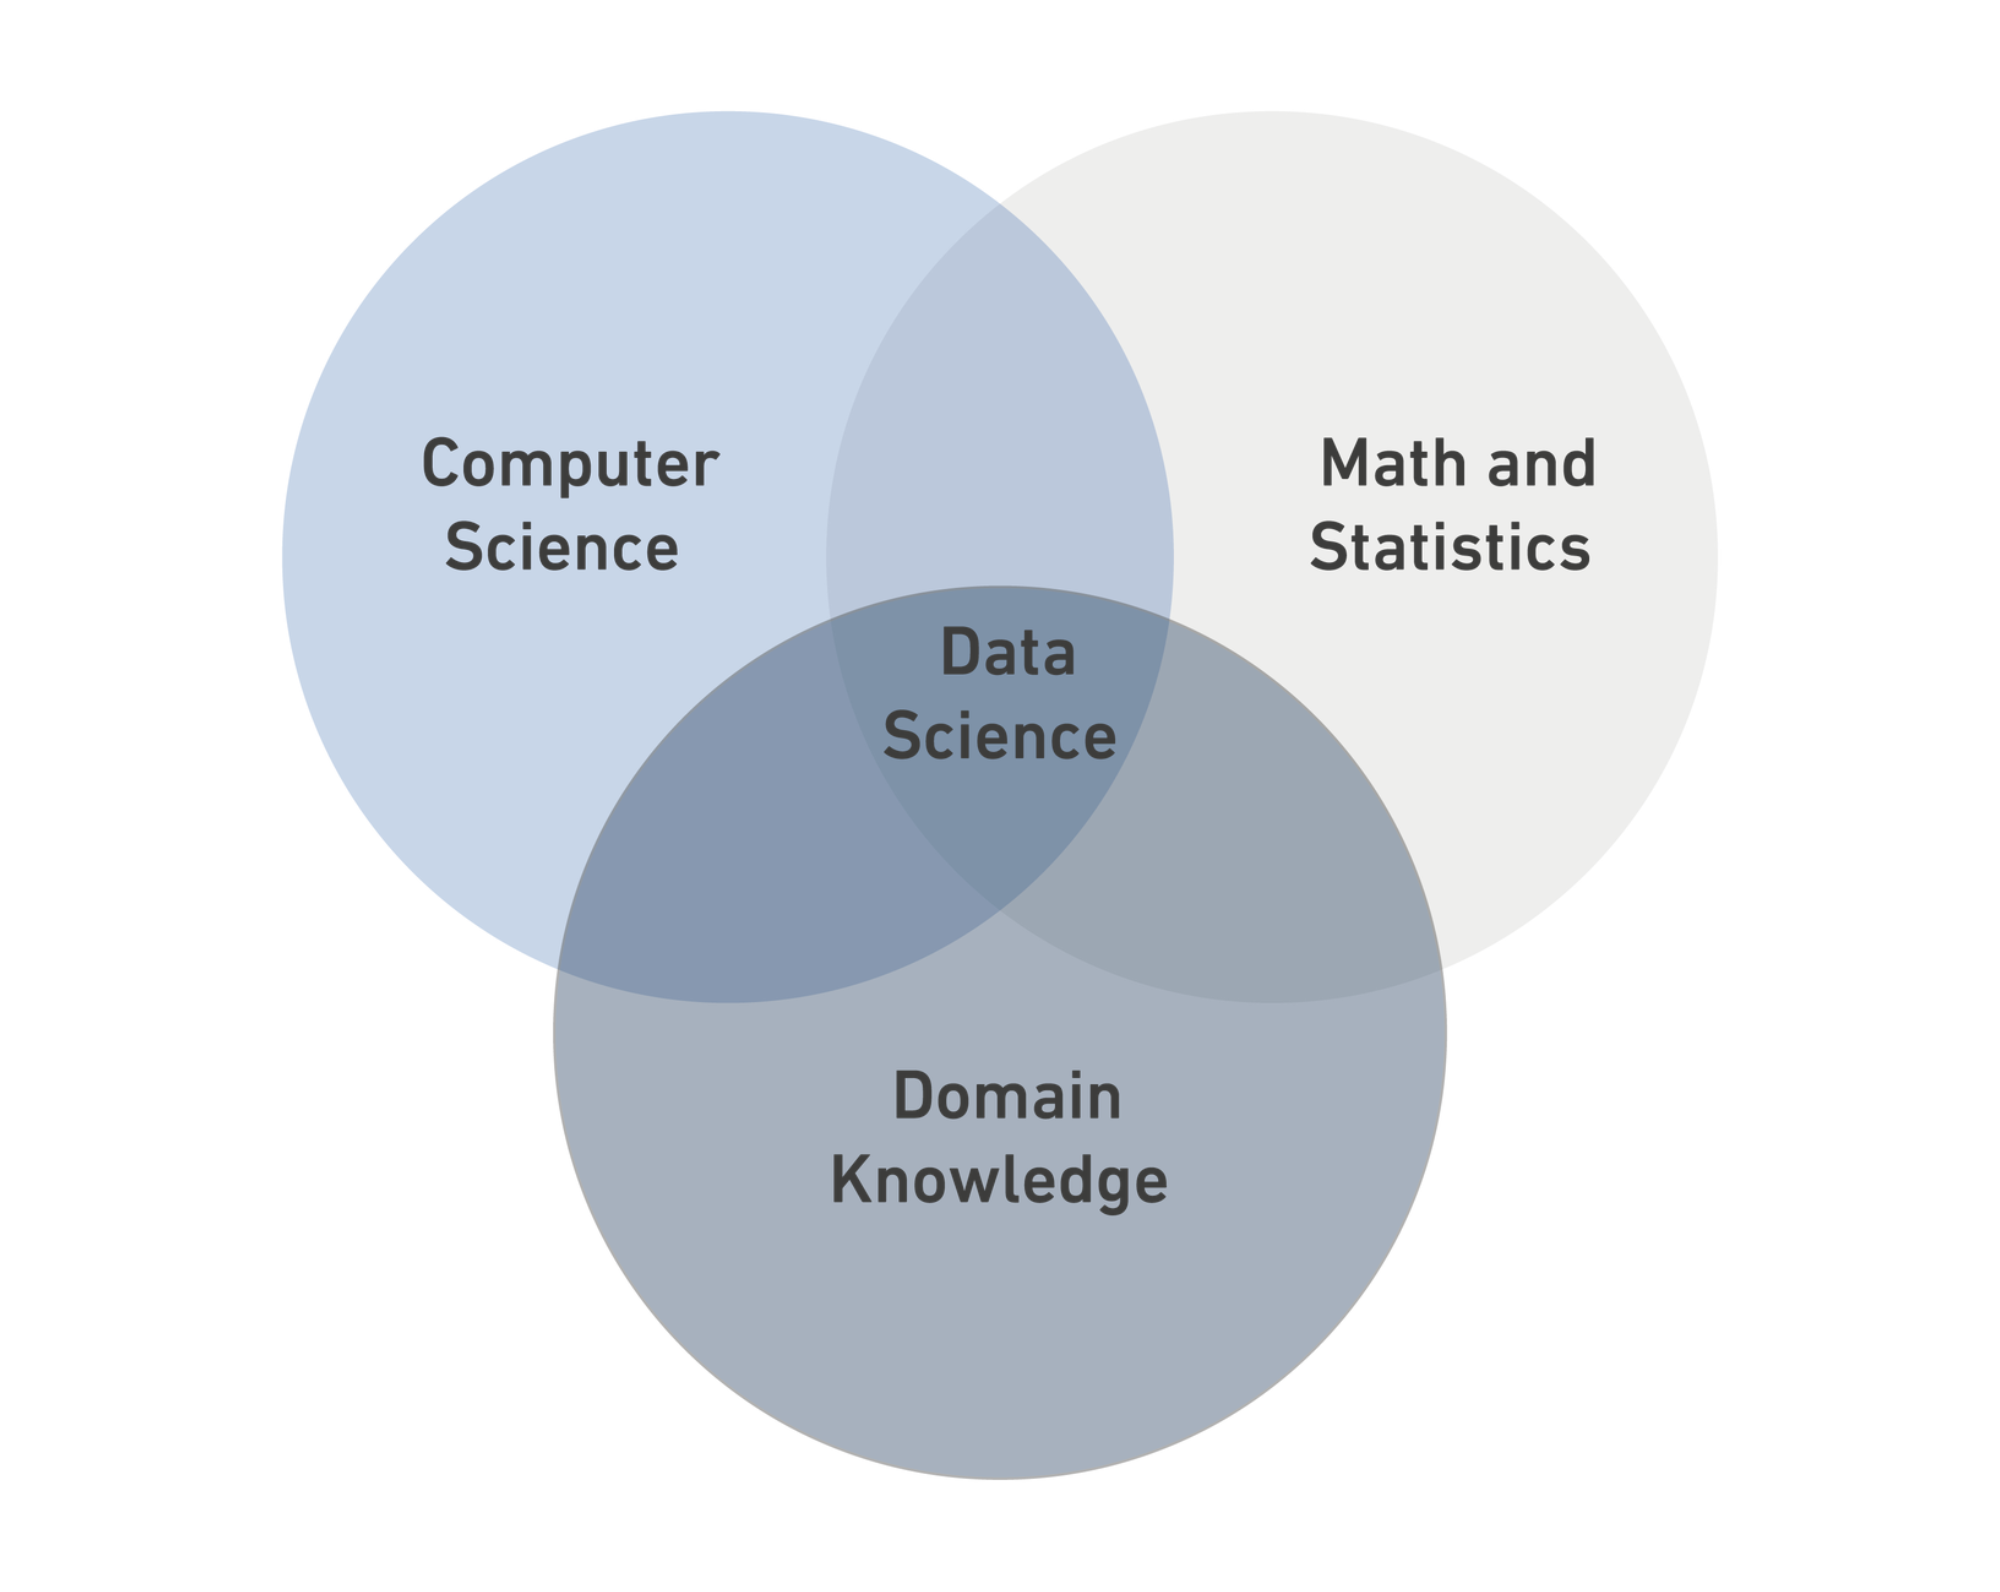 Computer
Science
Math and
Statistics
Data
Science
Domain
Knowledge